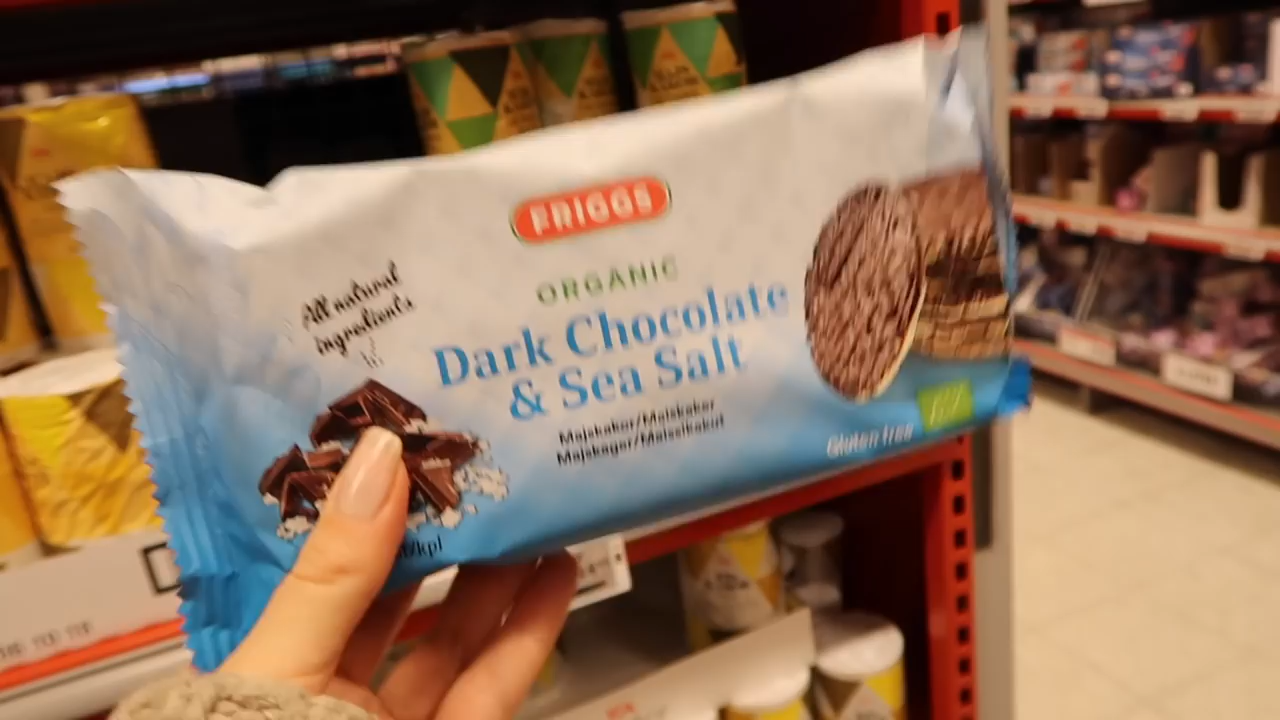 FRIGGS
All natural
ingredients
ORGANIC
Dark Chocolate
& Sea Salt
Majskakor/Maiskaker
Majskager/Maissikakut
Gluten free